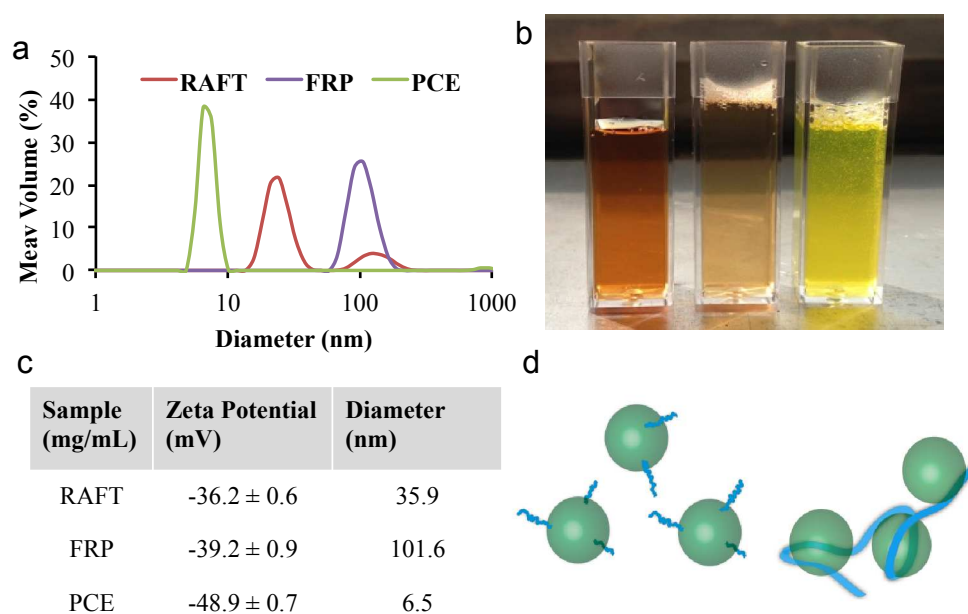 a
RAFT FRP PCE
Meav Volume (%)
50
40
30
20
10
0
1 10 100 1000
Diameter (nm)
b
c
Sample (mg/mL) Zeta Potential (mV) Diameter (nm)
RAFT -36.2 ± 0.6 35.9
FRP -39.2 ± 0.9 101.6
PCE -48.9 ± 0.7 6.5
d